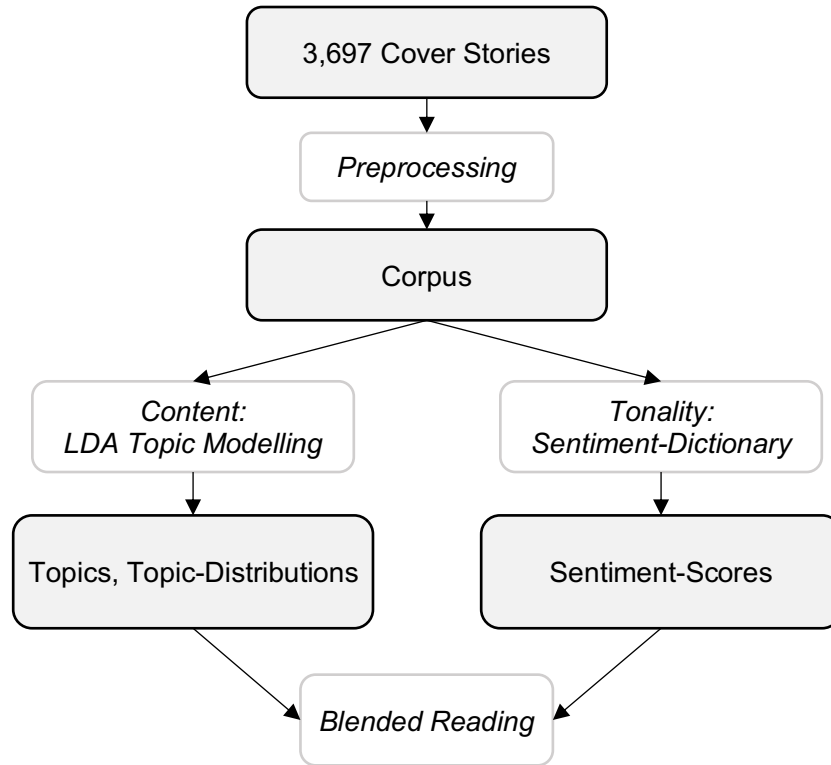 3,697 Cover Stories
Preprocessing
Corpus
Content:
LDA Topic Modelling
Tonality:
Sentiment-Dictionary
Topics, Topic-Distributions
Sentiment-Scores
Blended Reading